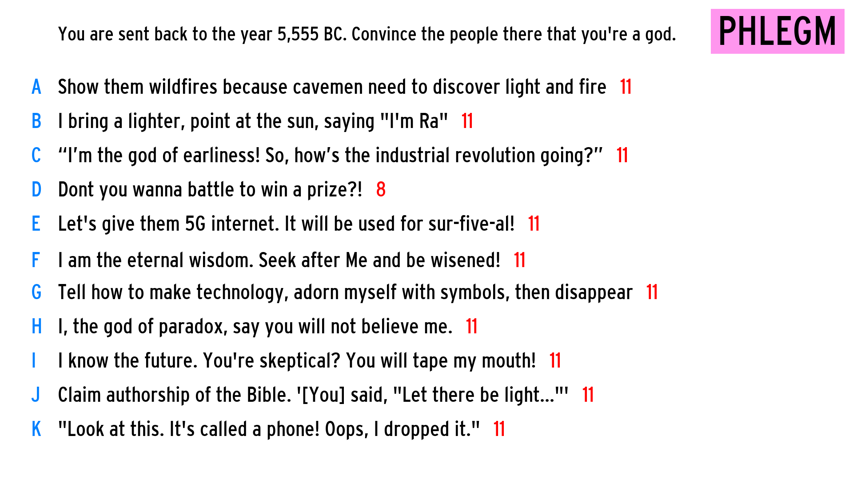 You are sent back to the year 5,555 BC. Convince the people there that you're a god.
PHLEGM
A Show them wildfires because cavemen need to discover light and fire 11
B I bring a lighter, point at the sun, saying "I'm Ra" 11
C “I’m the god of earliness! So, how’s the industrial revolution going?” 11
D Dont you wanna battle to win a prize?! 8
E Let's give them 5G internet. It will be used for sur-five-al! 11
F I am the eternal wisdom. Seek after Me and be wisened! 11
G Tell how to make technology, adorn myself with symbols, then disappear 11
H I, the god of paradox, say you will not believe me. 11
I I know the future. You're skeptical? You will tape my mouth! 11
J Claim authorship of the Bible. '[You] said, "Let there be light..."' 11
K "Look at this. It's called a phone! Oops, I dropped it." 11